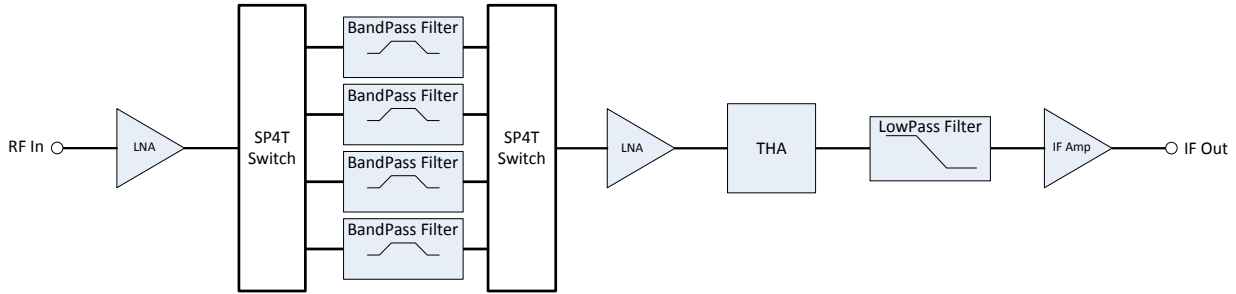 RF In
LNA
SP4T
Switch
BandPass Filter
BandPass Filter
BandPass Filter
BandPass Filter
SP4T
Switch
LNA
THA
LowPass Filter
IF Amp
IF Out